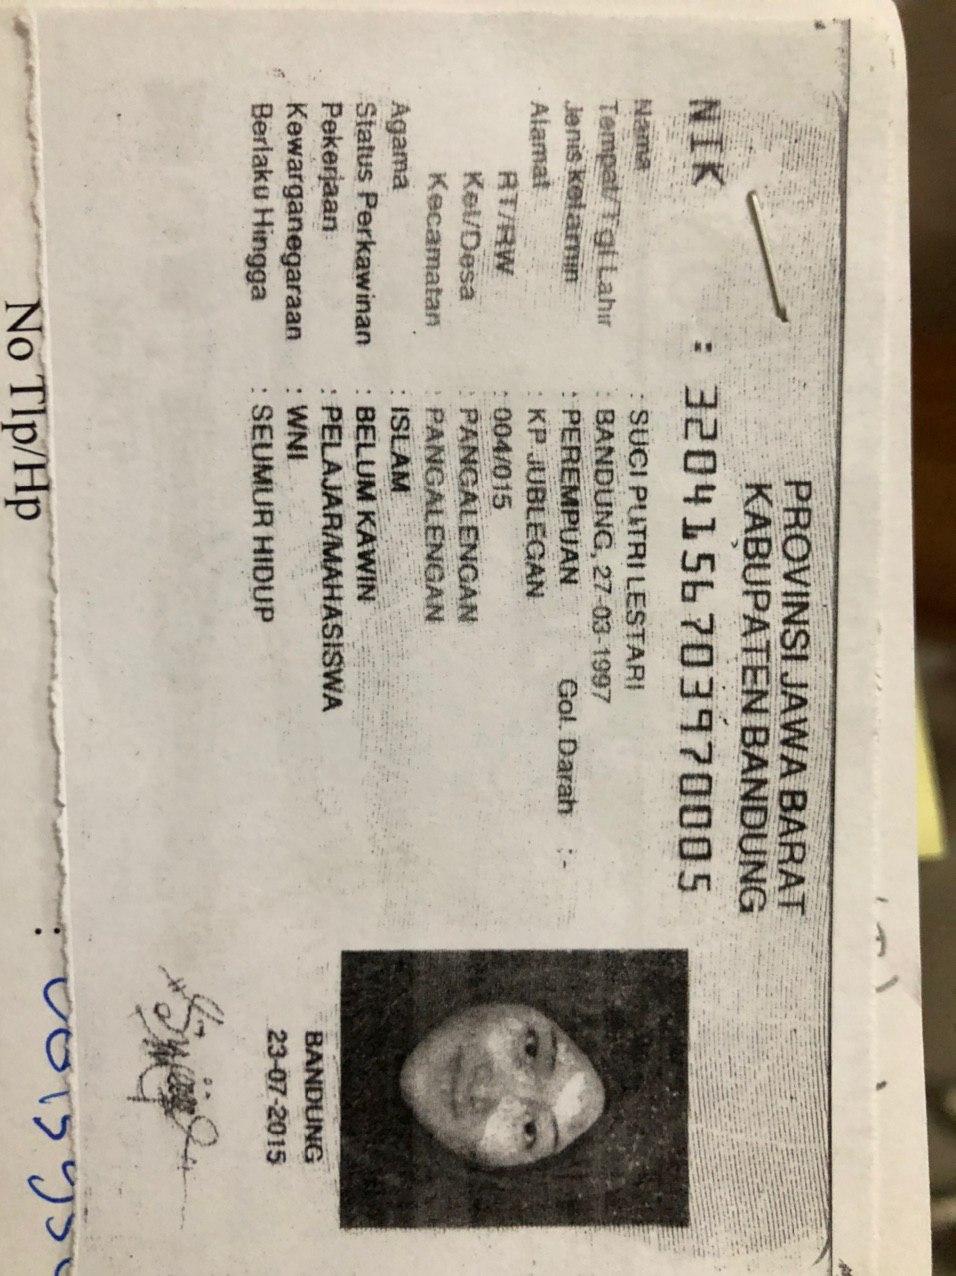 PROVINSI JAWA BARAT
KABUPATEN BANDUNG
NIK : 3204156703970005
Nama : SUCI PUTRI LESTARI
Tempat/Tgl Lahir : BANDUNG, 27-03-1997
Jenis kelamin : PEREMPUAN Gol. Darah :-
Alamat : KP JUBLEGAN
RT/RW : 004/015
Kel/Desa : PANGALENGAN
Kecamatan : PANGALENGAN
Agama : ISLAM
Status Perkawinan : BELUM KAWIN
Pekerjaan : PELAJAR/MAHASISWA
Kewarganegaraan : WNI
Berlaku Hingga : SEUMUR HIDUP
BANDUNG
23-07-2015
No Tlp/Hp :